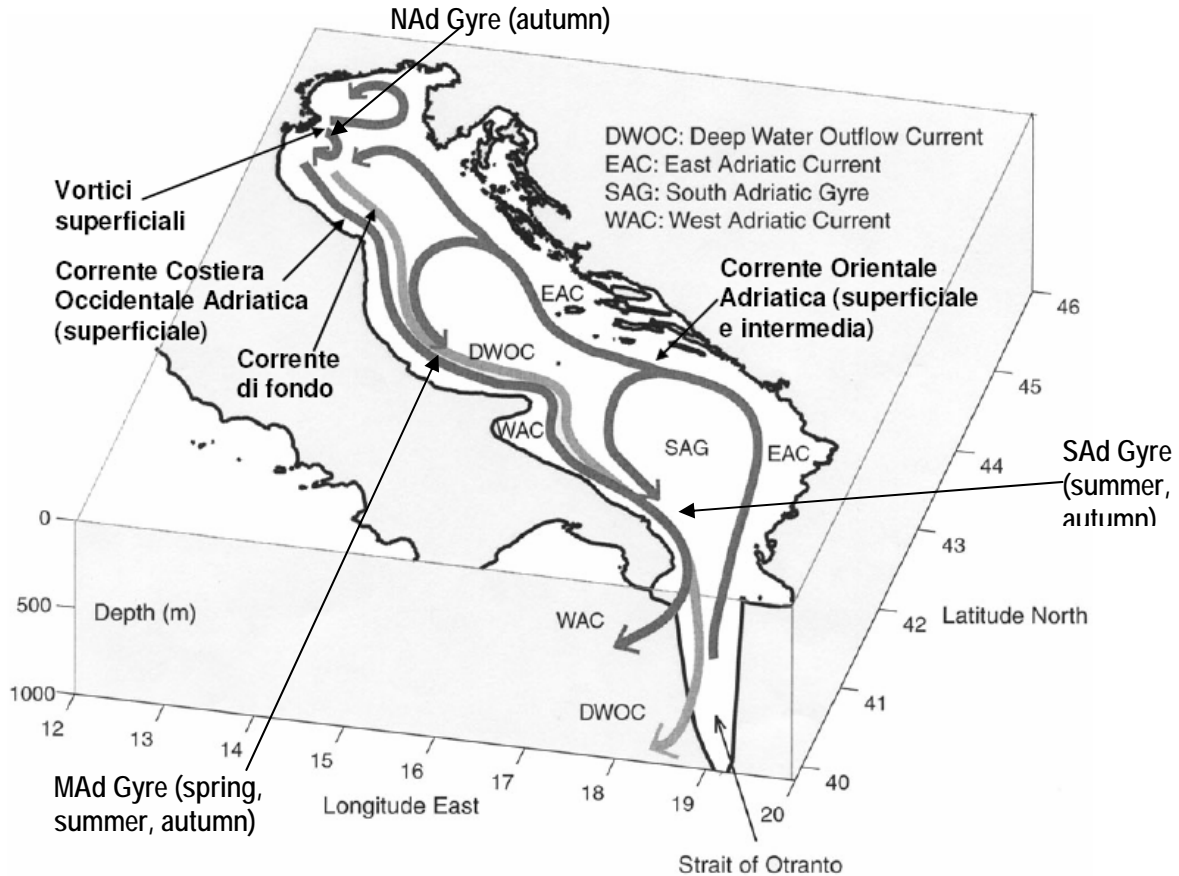 NAd Gyre (autumn)
DWOC: Deep Water Outflow Current
EAC: East Adriatic Current
SAG: South Adriatic Gyre
WAC: West Adriatic Current
Vortici
superficiali
Corrente Costiera
Occidentale Adriatica
(superficiale)
Corrente
di fondo
Corrente Orientale
Adriatica (superficiale
e intermedia)
EAC
DWOC
WAC
SAG
EAC
SAd Gyre
(summer,
autumn)
46
45
44
43
42
41
40
Latitude North
0
500
1000
Depth (m)
WAC
DWOC
12
13
14
15
16
17
18
19
20
Longitude East
MAd Gyre (spring,
summer, autumn)
Strait of Otranto